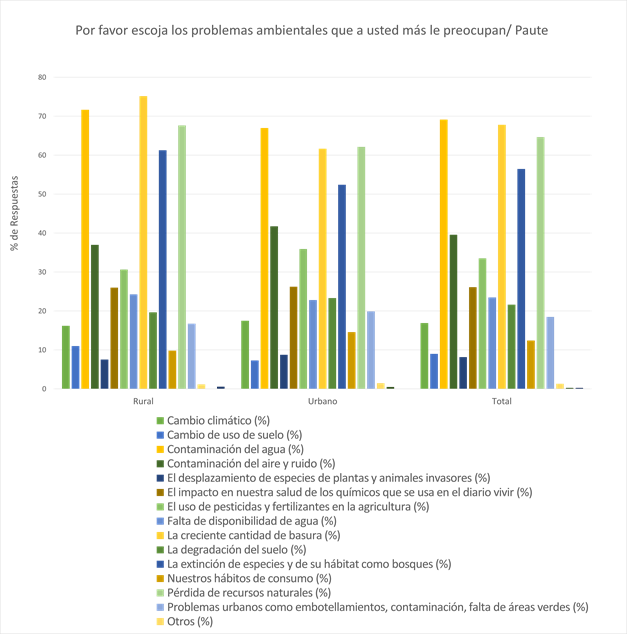 Por favor escoja los problemas ambientales que a usted más le preocupan/ Paute
80
70
60
50
40
30
20
10
0
% de Respuestas
Rural
Urbano
Total
Cambio climático (%)
Cambio de uso de suelo (%)
Contaminación del agua (%)
Contaminación del aire y ruido (%)
El desplazamiento de especies de plantas y animales invasores (%)
El impacto en nuestra salud de los químicos que se usa en el diario vivir (%)
El uso de pesticidas y fertilizantes en la agricultura (%)
Falta de disponibilidad de agua (%)
La creciente cantidad de basura (%)
La degradación del suelo (%)
La extinción de especies y de su hábitat como bosques (%)
Nuestros hábitos de consumo (%)
Pérdida de recursos naturales (%)
Problemas urbanos como embotellamientos, contaminación, falta de áreas verdes (%)
Otros (%)